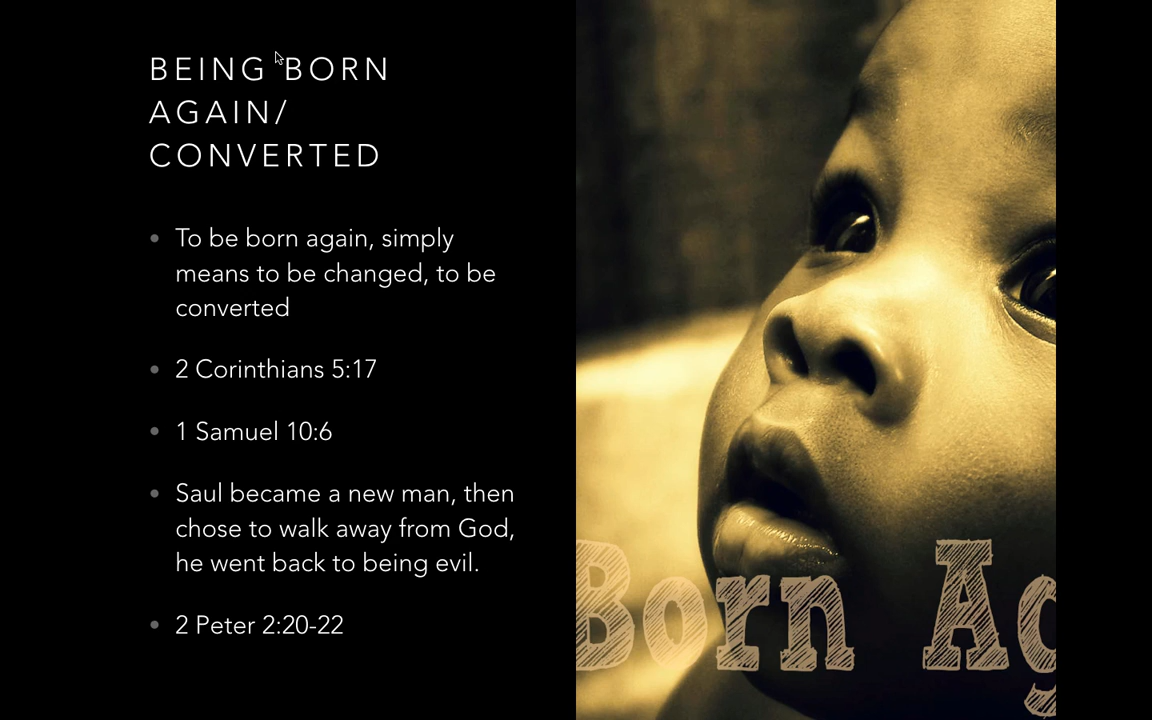 BEING BORN
AGAIN/
CONVERTED
• To be born again, simply
means to be changed, to be
converted
• 2 Corinthians 5:17
• 1 Samuel 10:6
• Saul became a new man, then
chose to walk away from God,
he went back to being evil.
• 2 Peter 2:20-22
Born Ag